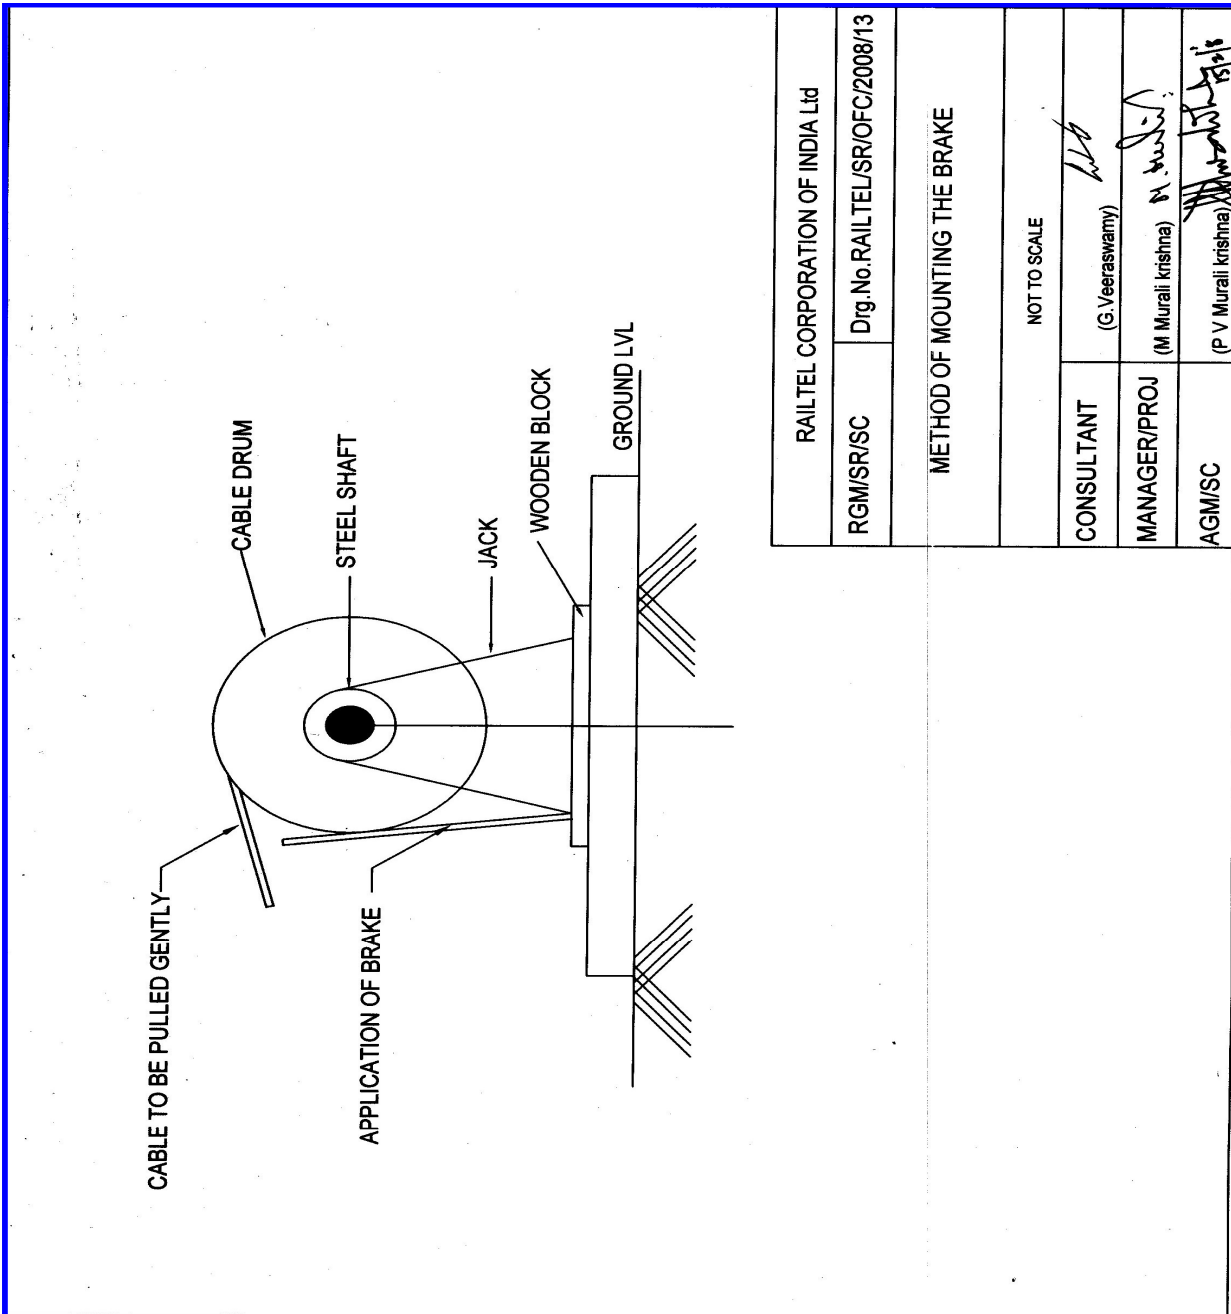 CABLE TO BE PULLED GENTLY
CABLE DRUM
APPLICATION OF BRAKE
STEEL SHAFT
JACK
WOODEN BLOCK
GROUND LVL
RAILTEL CORPORATION OF INDIA Ltd
RGM/SR/SC Drg.No.RAILTEL/SR/OFC/2008/13
METHOD OF MOUNTING THE BRAKE
NOT TO SCALE
CONSULTANT (G.Veeraswamy)
MANAGER/PROJ (M Murali krishna)
AGM/SC (P V Murali krishna)